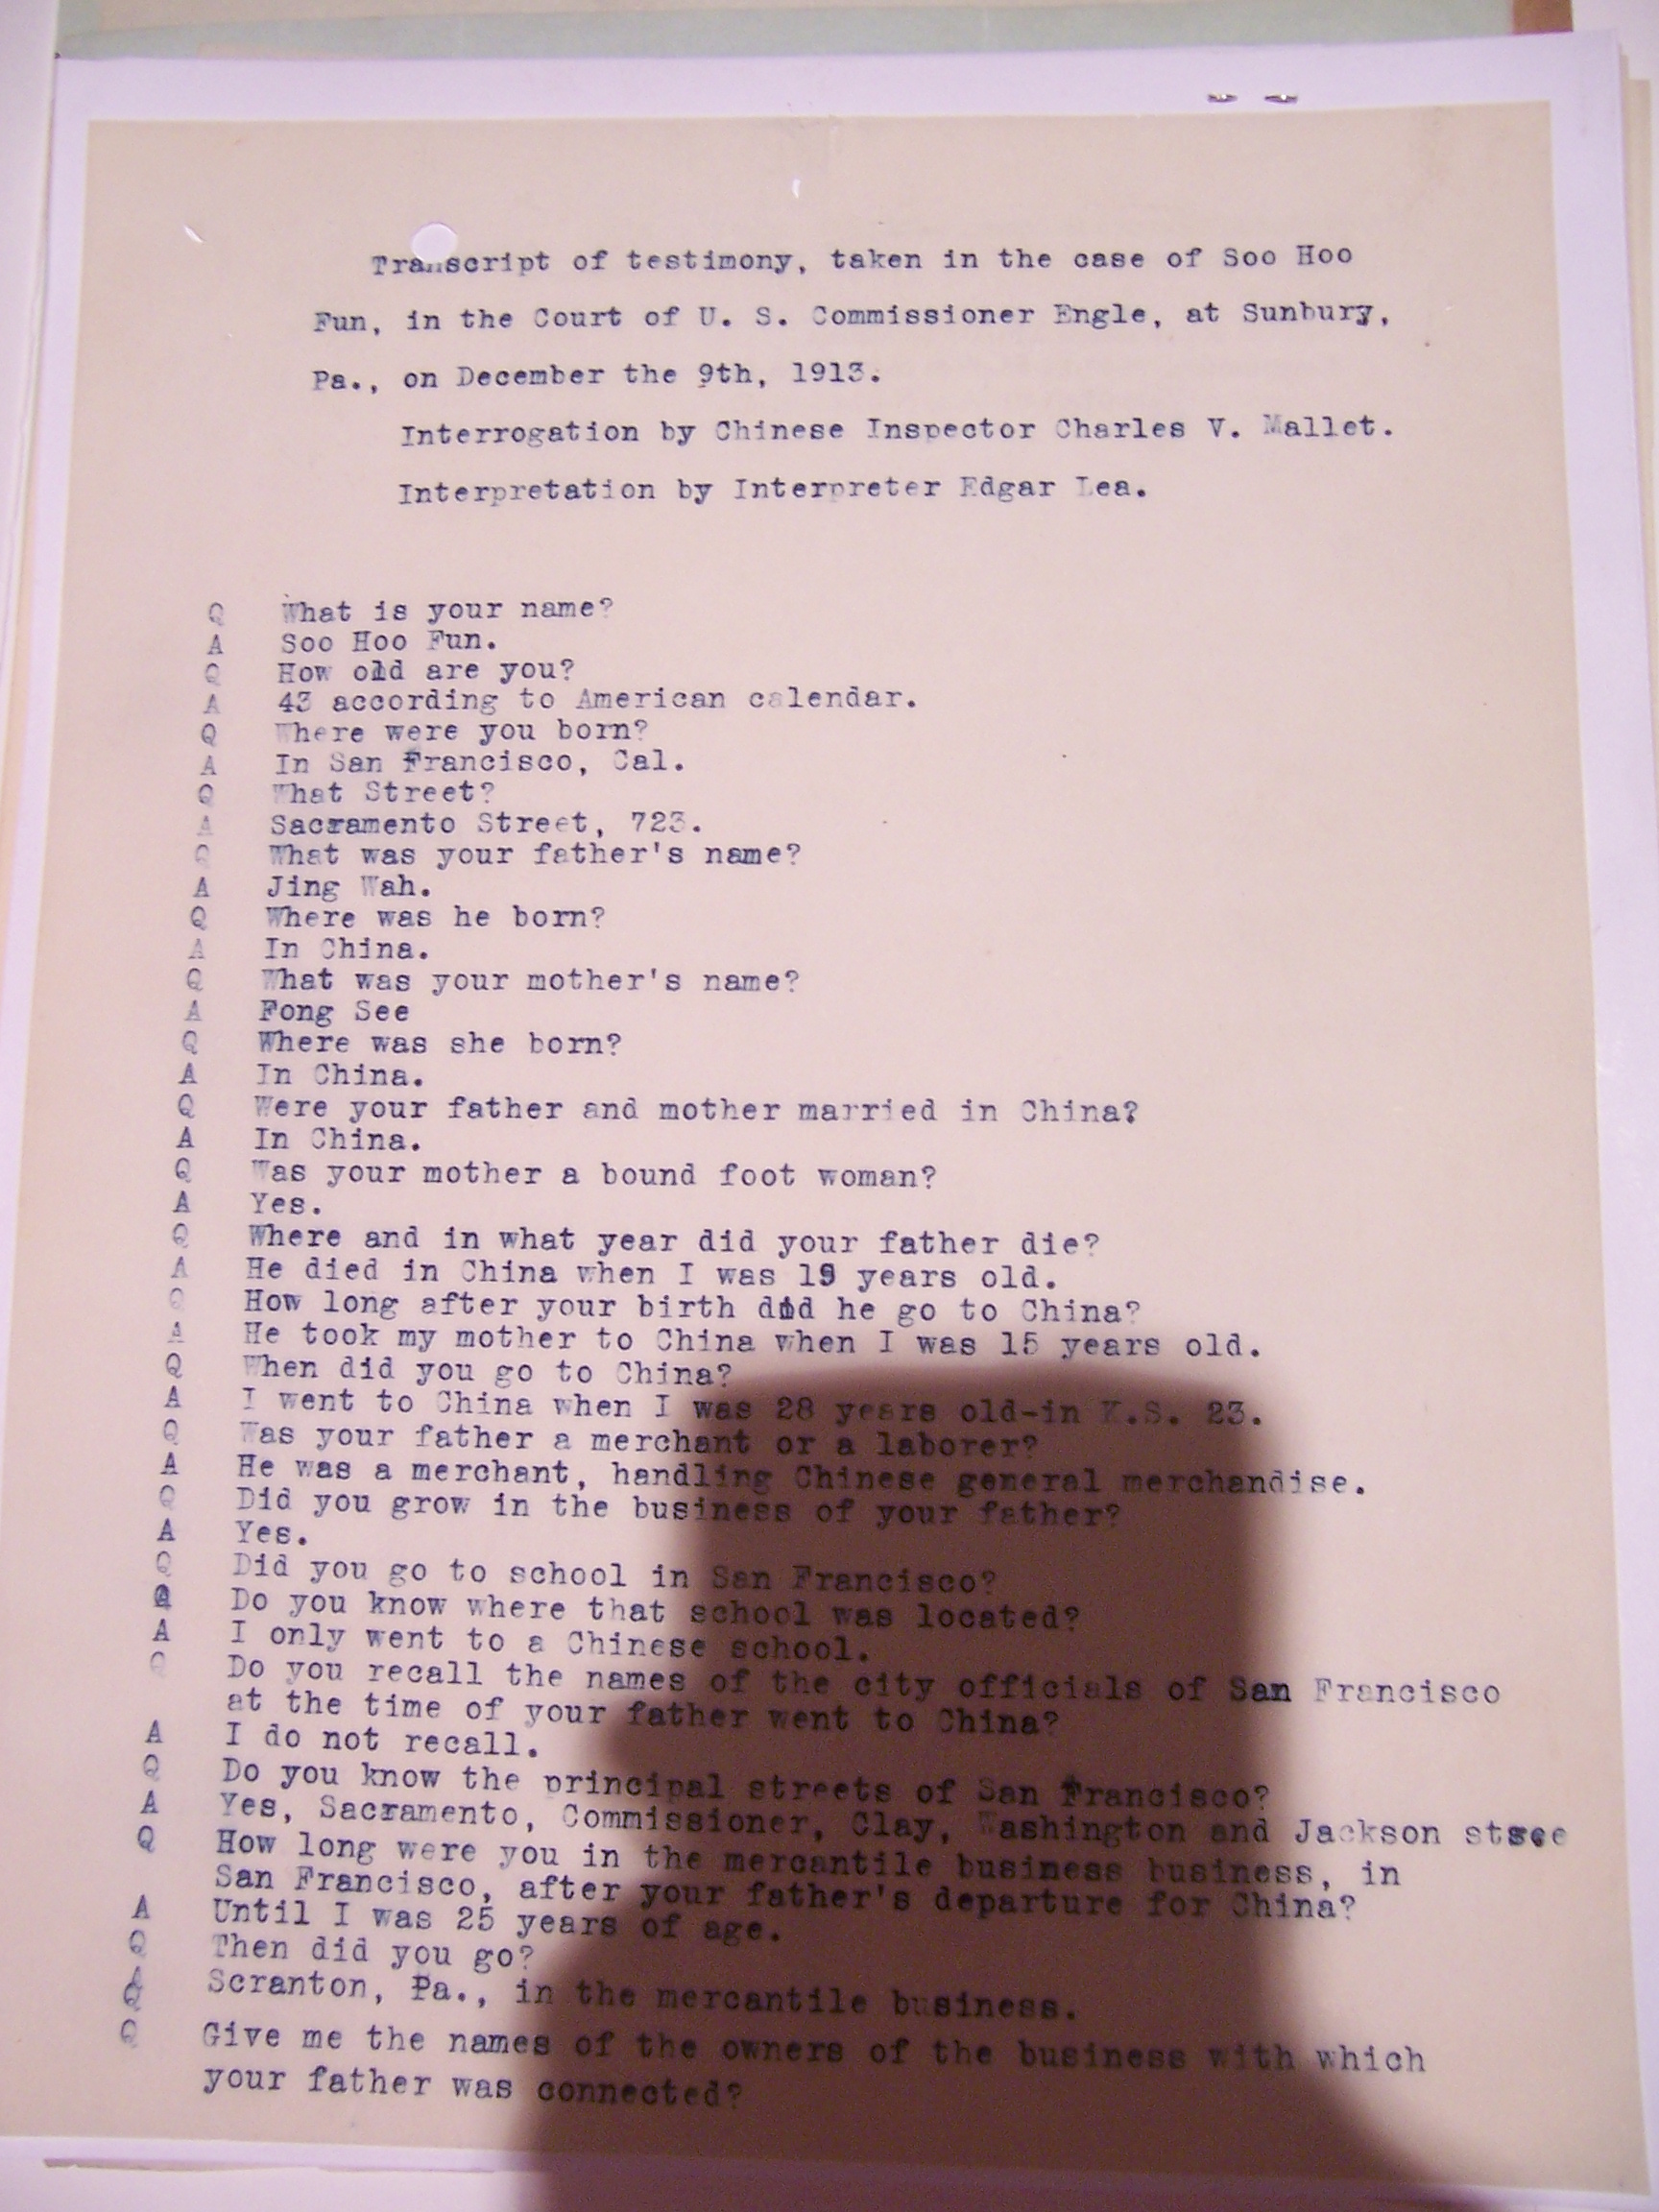 Transcript of testimony, taken in the case of Soo Hoo
Fun, in the Court of U. S. Commissioner Engle, at Sunbury,
Pa., on December the 9th, 1913.
Interrogation by Chinese Inspector Charles V. Mallet.
Interpretation by Interpreter Edgar Lea.
Q What is your name?
A Soo Hoo Fun.
Q How old are you?
A 43 according to American calendar.
Q Where were you born?
A In San Francisco, Cal.
Q What Street?
A Sacramento Street, 723.
Q What was your father's name?
A Jing Wah.
Q Where was he born?
A In China.
Q What was your mother's name?
A Fong See
Q Where was she born?
A In China.
Q Were your father and mother married in China?
A In China.
Q Was your mother a bound foot woman?
A Yes.
Q Where and in what year did your father die?
A He died in China when I was 19 years old.
Q How long after your birth did he go to China?
A He took my mother to China when I was 15 years old.
Q When did you go to China?
A I went to China when I was 28 years old-in K.S. 23.
Q Was your father a merchant or a laborer?
A He was a merchant, handling Chinese general merchandise.
Q Did you grow in the business of your father?
A Yes.
Q Did you go to school in San Francisco?
Q Do you know where that school was located?
A I only went to a Chinese school.
Q Do you recall the names of the city officials of San Francisco
at the time of your father went to China?
A I do not recall.
Q Do you know the principal streets of San Francisco?
A Yes, Sacramento, Commissioner, Clay, Washington and Jackson
Q How long were you in the mercantile business business, in
San Francisco, after your father's departure for China?
A Until I was 25 years of age.
Q Then did you go?
Scranton, Pa., in the mercantile business.
Q Give me the names of the owners of the business with which
your father was connected?